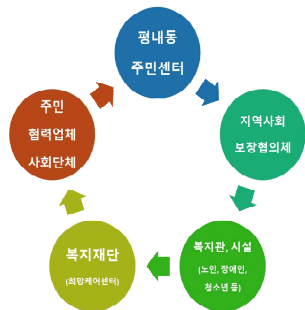 평내동
주민센터
지역사회
보장협의체
복지관, 시설
(노인, 장애인,
청소년 등)
복지재단
(희망케어센터)
주민
협력업체
사회단체